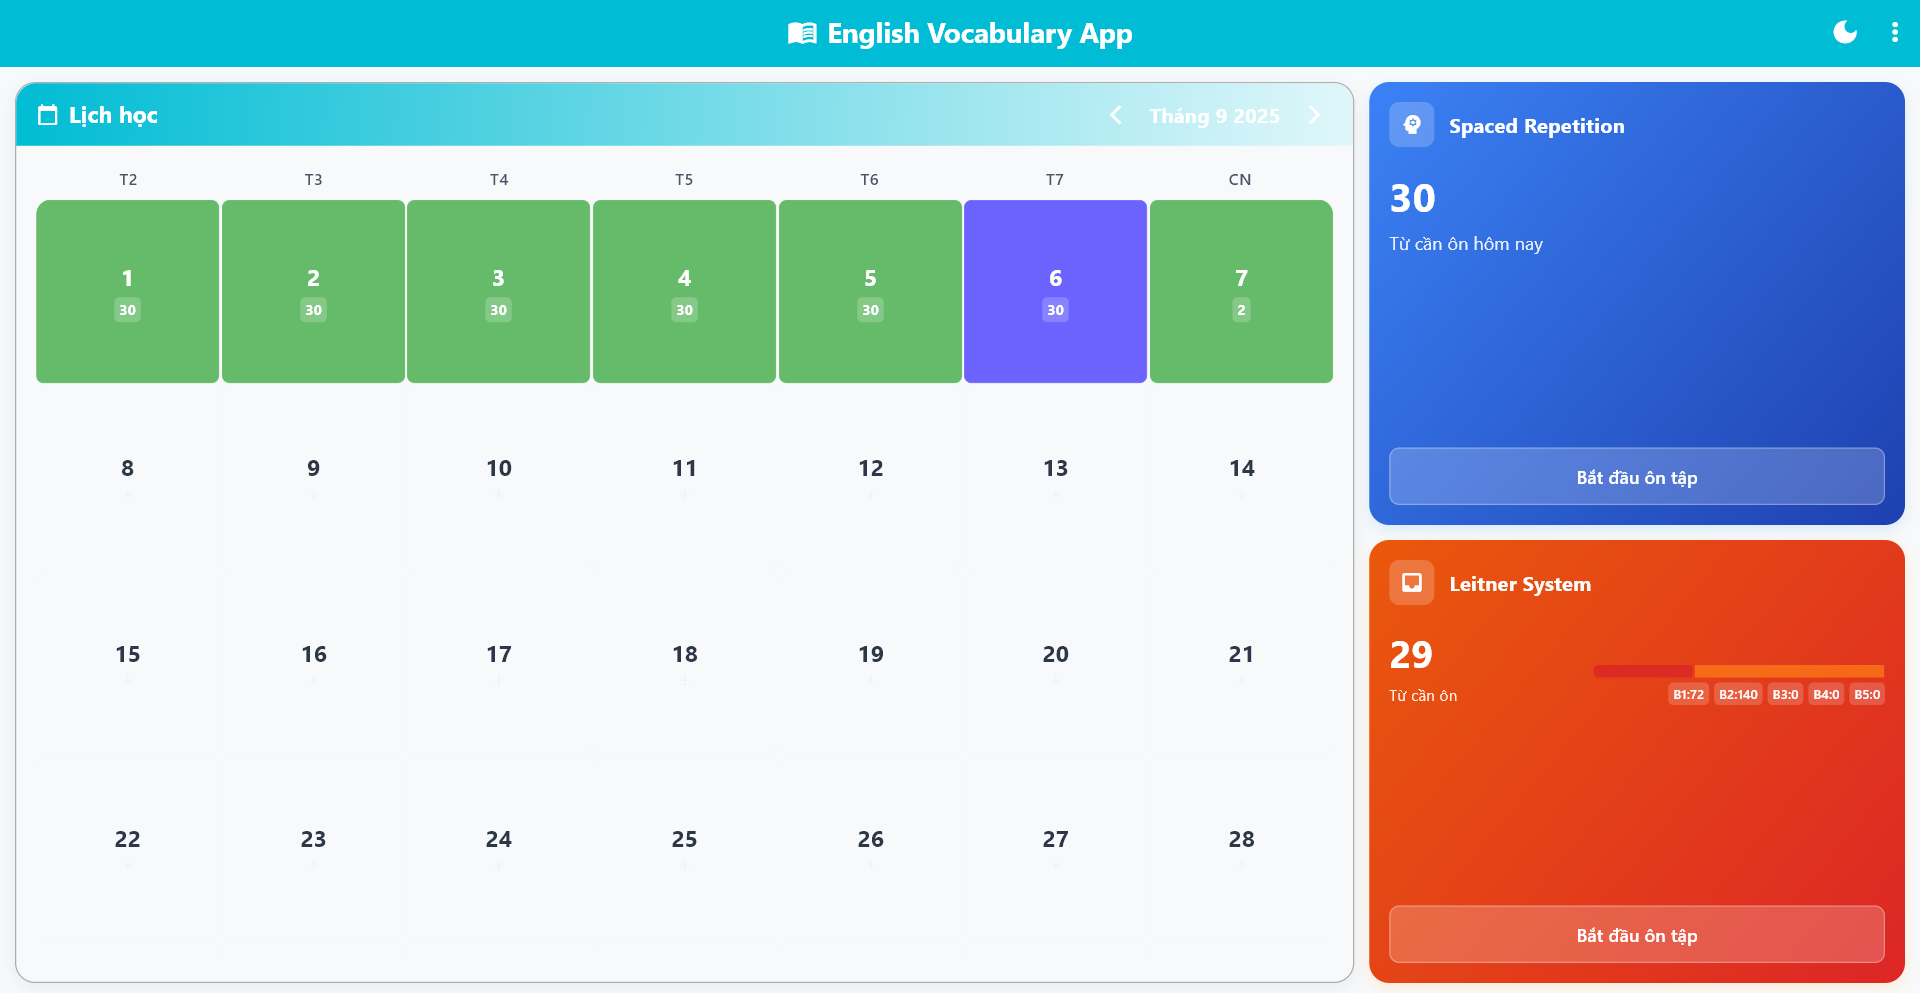 English Vocabulary App
Lịch học
Tháng 9 2025
T2 T3 T4 T5 T6 T7 CN
1 2 3 4 5 6 7
30 30 30 30 30 30 2
8 9 10 11 12 13 14
+ + + + + + +
15 16 17 18 19 20 21
+ + + + + + +
22 23 24 25 26 27 28
+ + + + + + +
Spaced Repetition
30
Từ cần ôn hôm nay
Bắt đầu ôn tập
Leitner System
29
Từ cần ôn
B1:72 B2:140 B3:0 B4:0 B5:0
Bắt đầu ôn tập